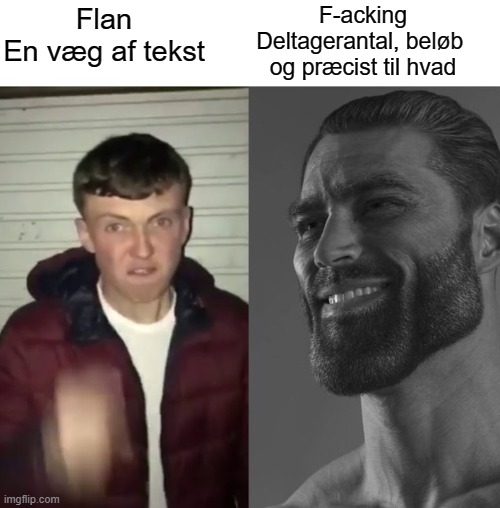 Flan
En væg af tekst
F-acking
Deltagerantal, beløb
og præcist til hvad
imgflip.com